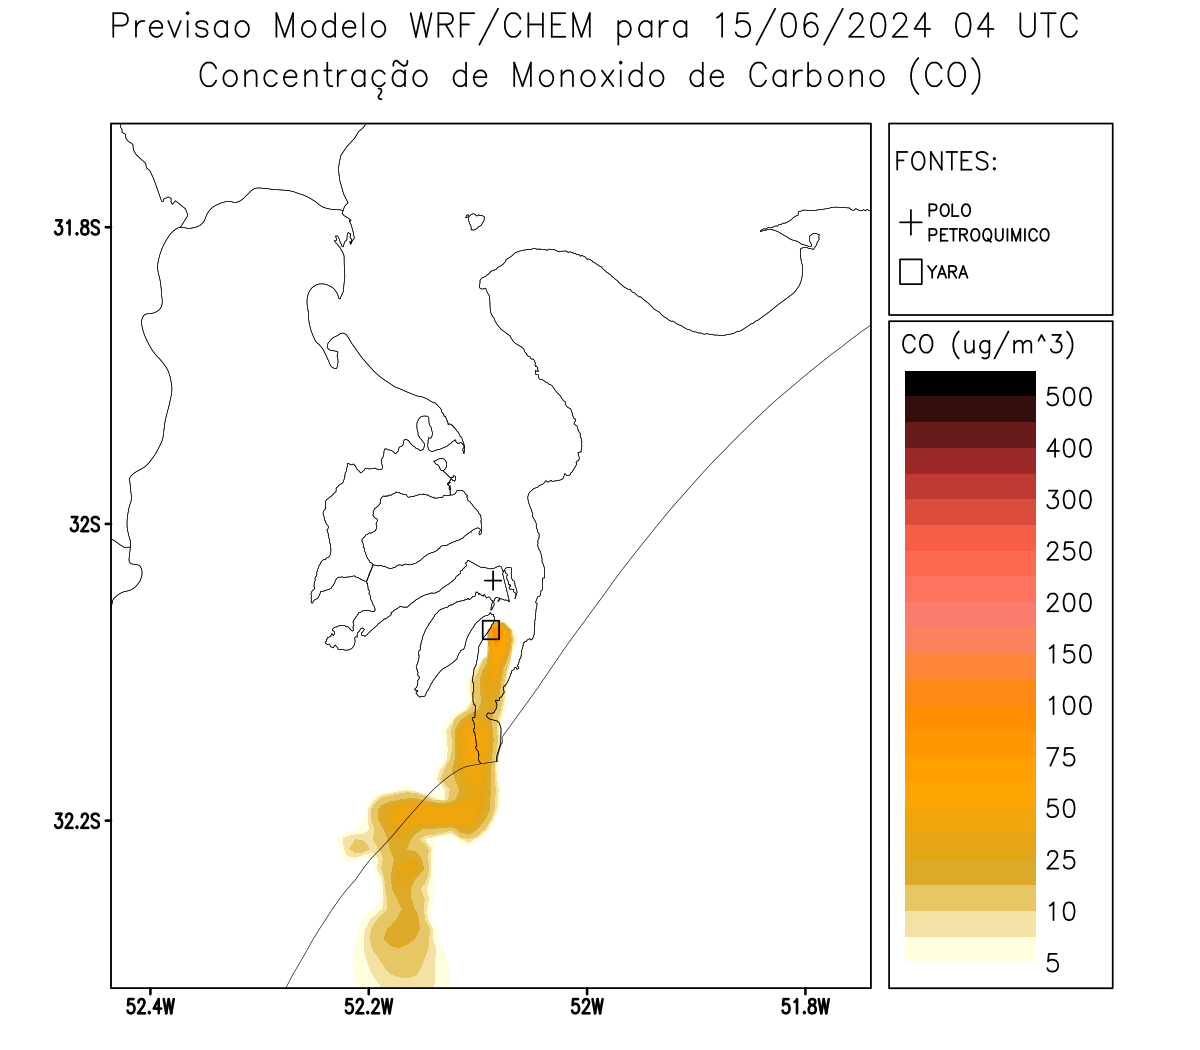 Previsao Modelo WRF/CHEM para 15/06/2024 04 UTC
Concentração de Monoxido de Carbono (CO)
FONTES:
POLO
PETROQUIMICO
YARA
CO (ug/m^3)
500
400
300
250
200
150
100
75
50
25
10
5
31.8S
32S
32.2S
52.4W
52.2W
52W
51.8W